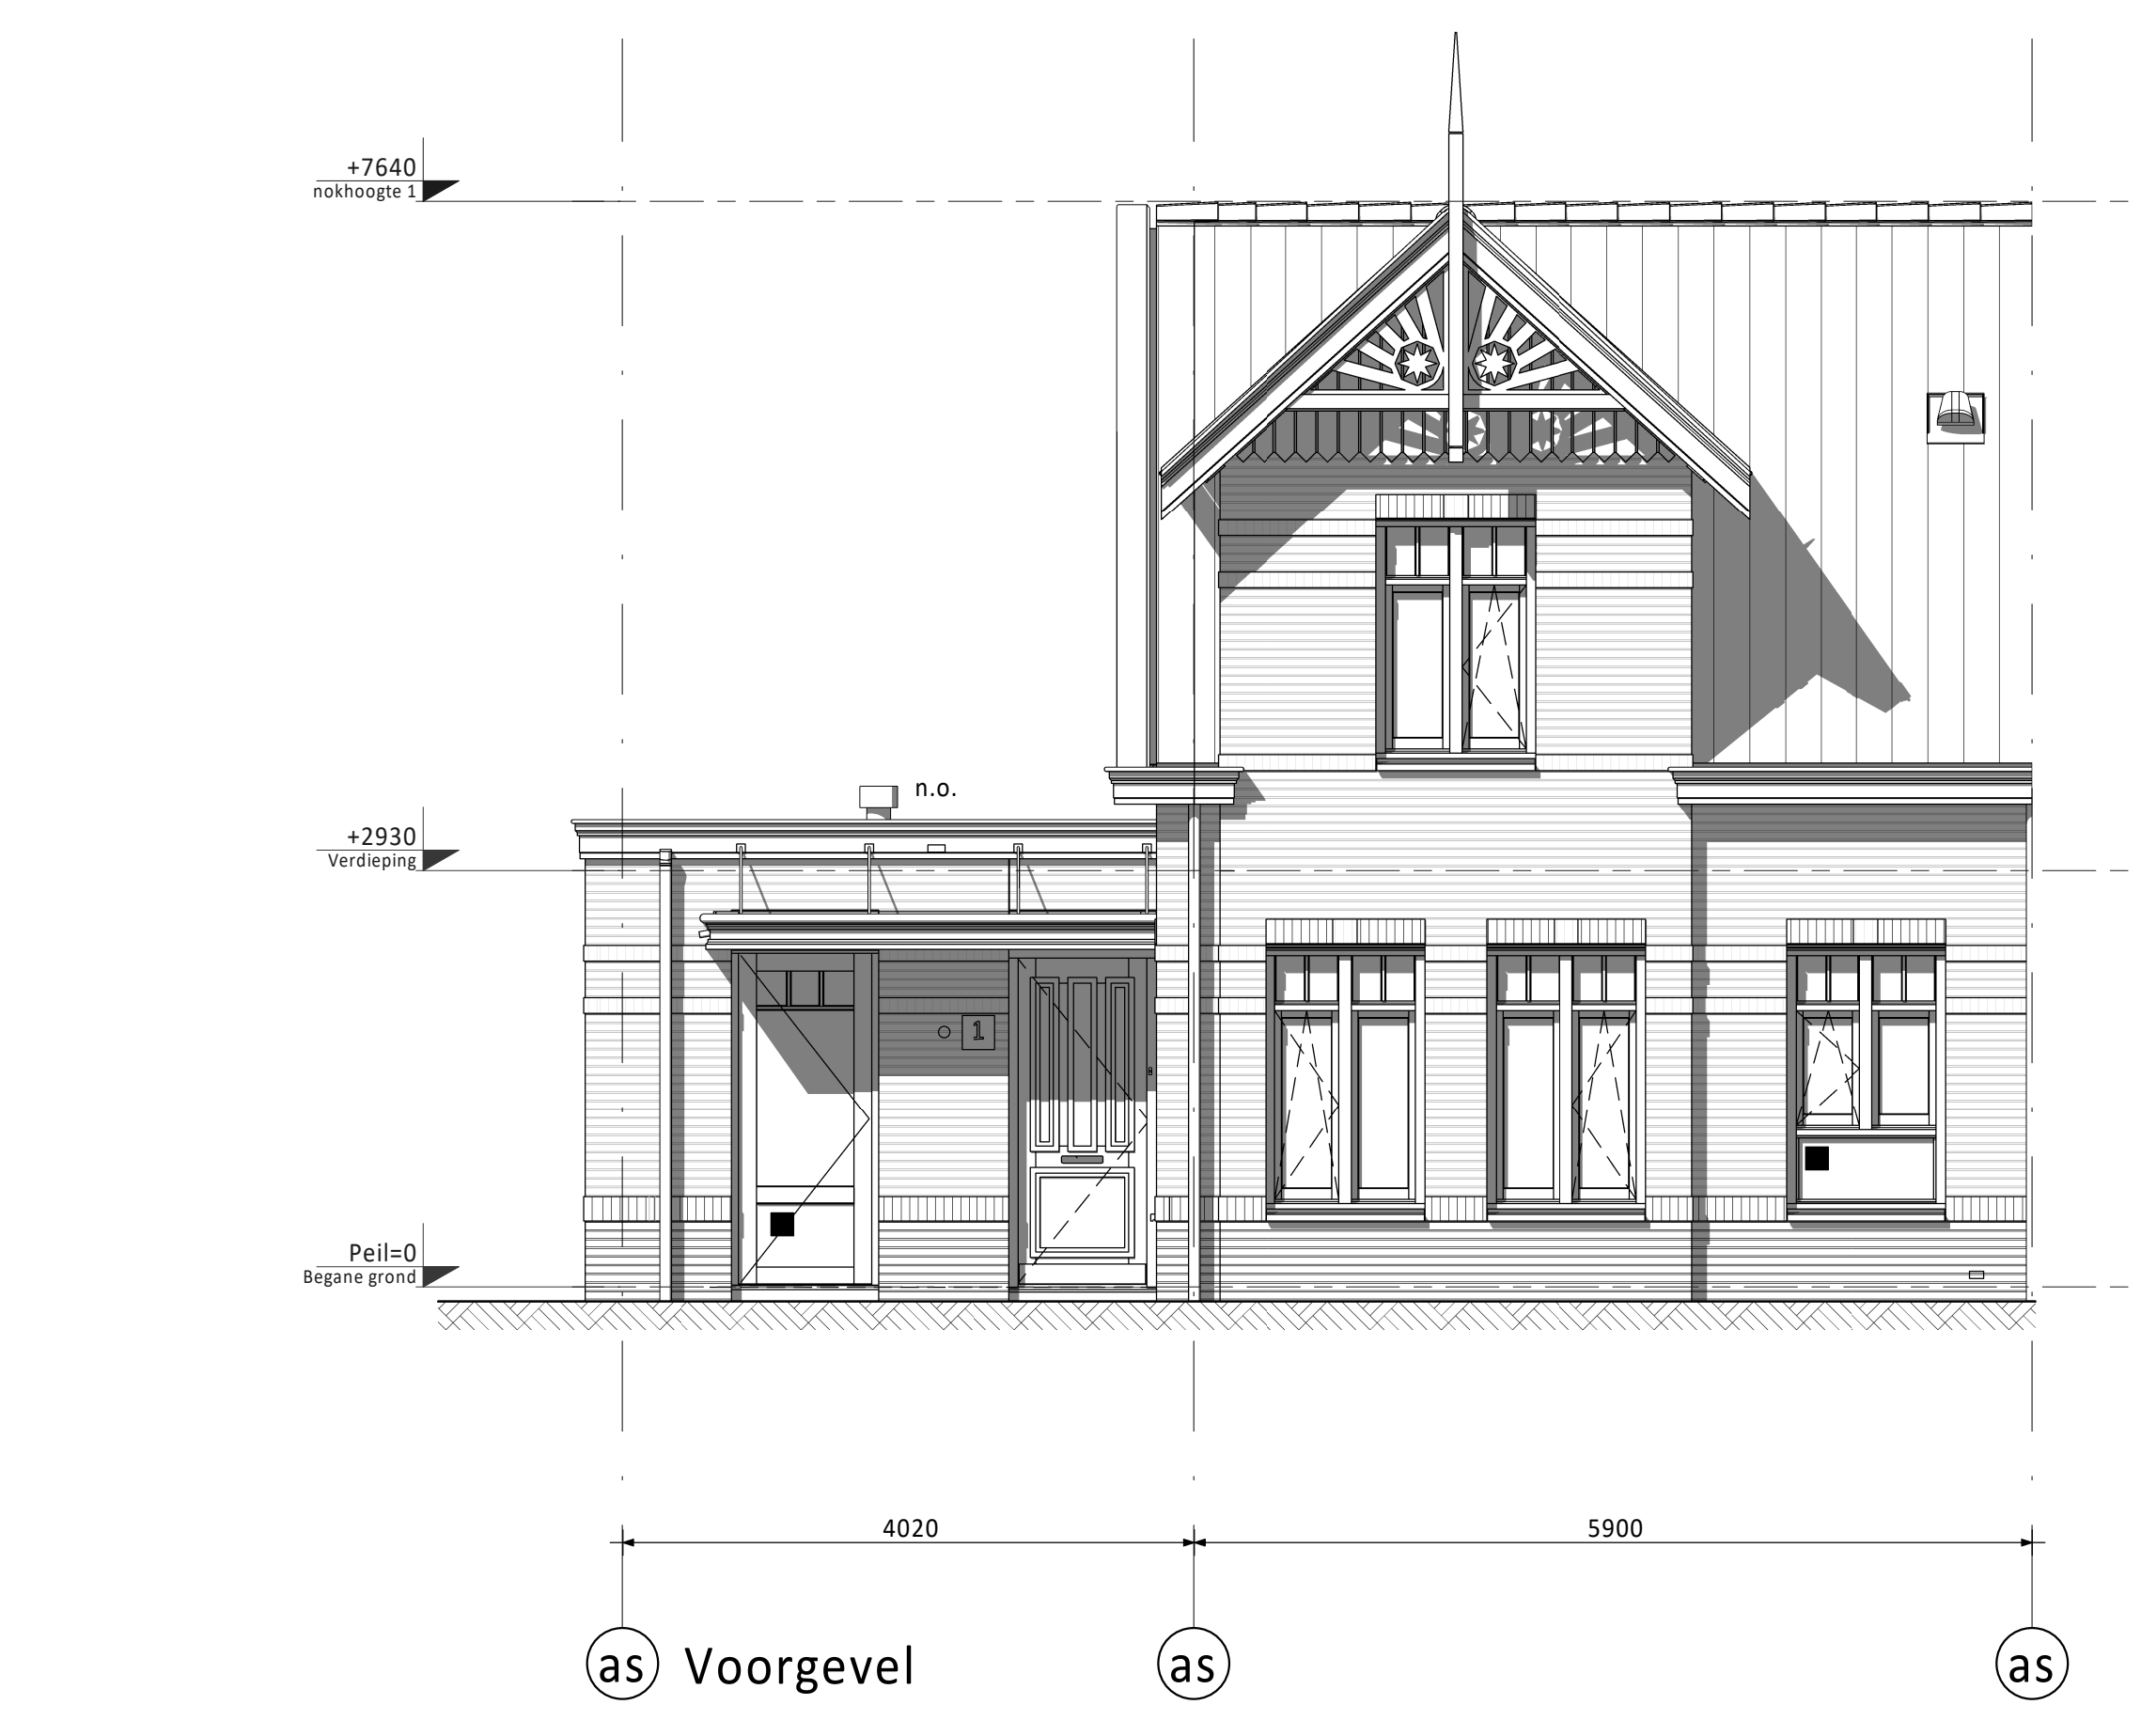 +7640
nokhoogte 1
n.o.
+2930
Verdieping
1
Peil=0
Begane grond
4020
5900
as
Voorgevel
as
as